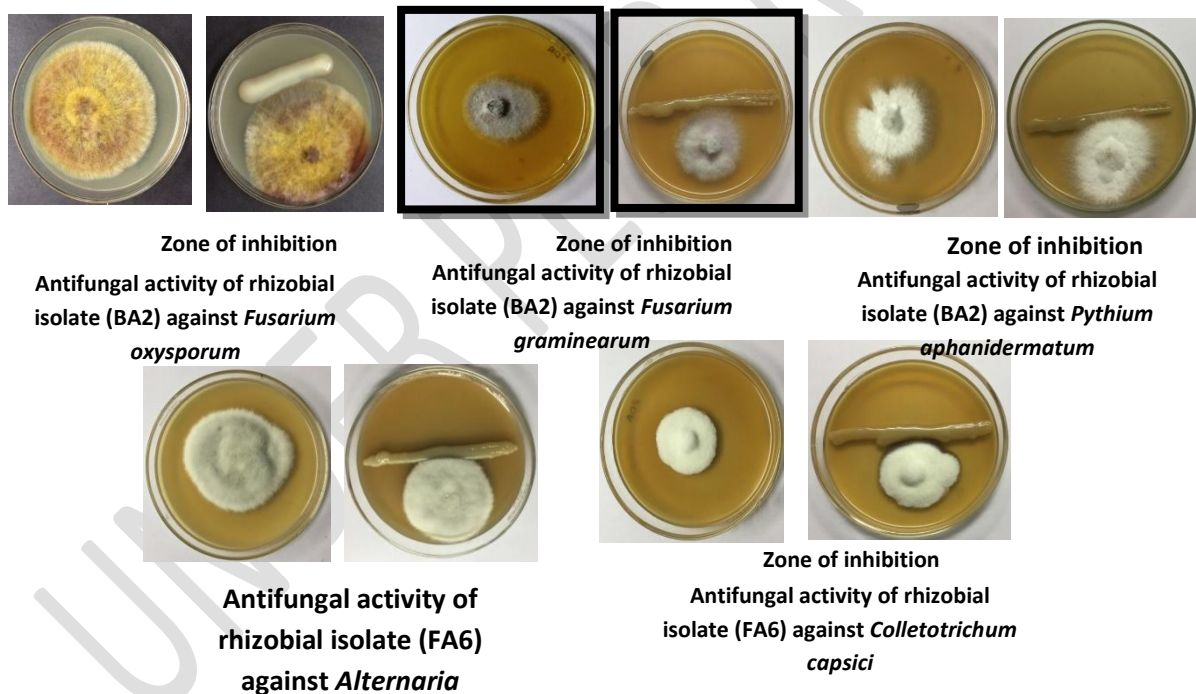 Zone of inhibition
Antifungal activity of rhizobial
isolate (BA2) against Fusarium
oxysporum
Zone of inhibition
Antifungal activity of rhizobial
isolate (BA2) against Fusarium
graminearum
Zone of inhibition
Antifungal activity of rhizobial
isolate (BA2) against Pythium
aphanidermatum
Antifungal activity of
rhizobial isolate (FA6)
against Alternaria
Zone of inhibition
Antifungal activity of rhizobial
isolate (FA6) against Colletotrichum
capsici
UNDER PE